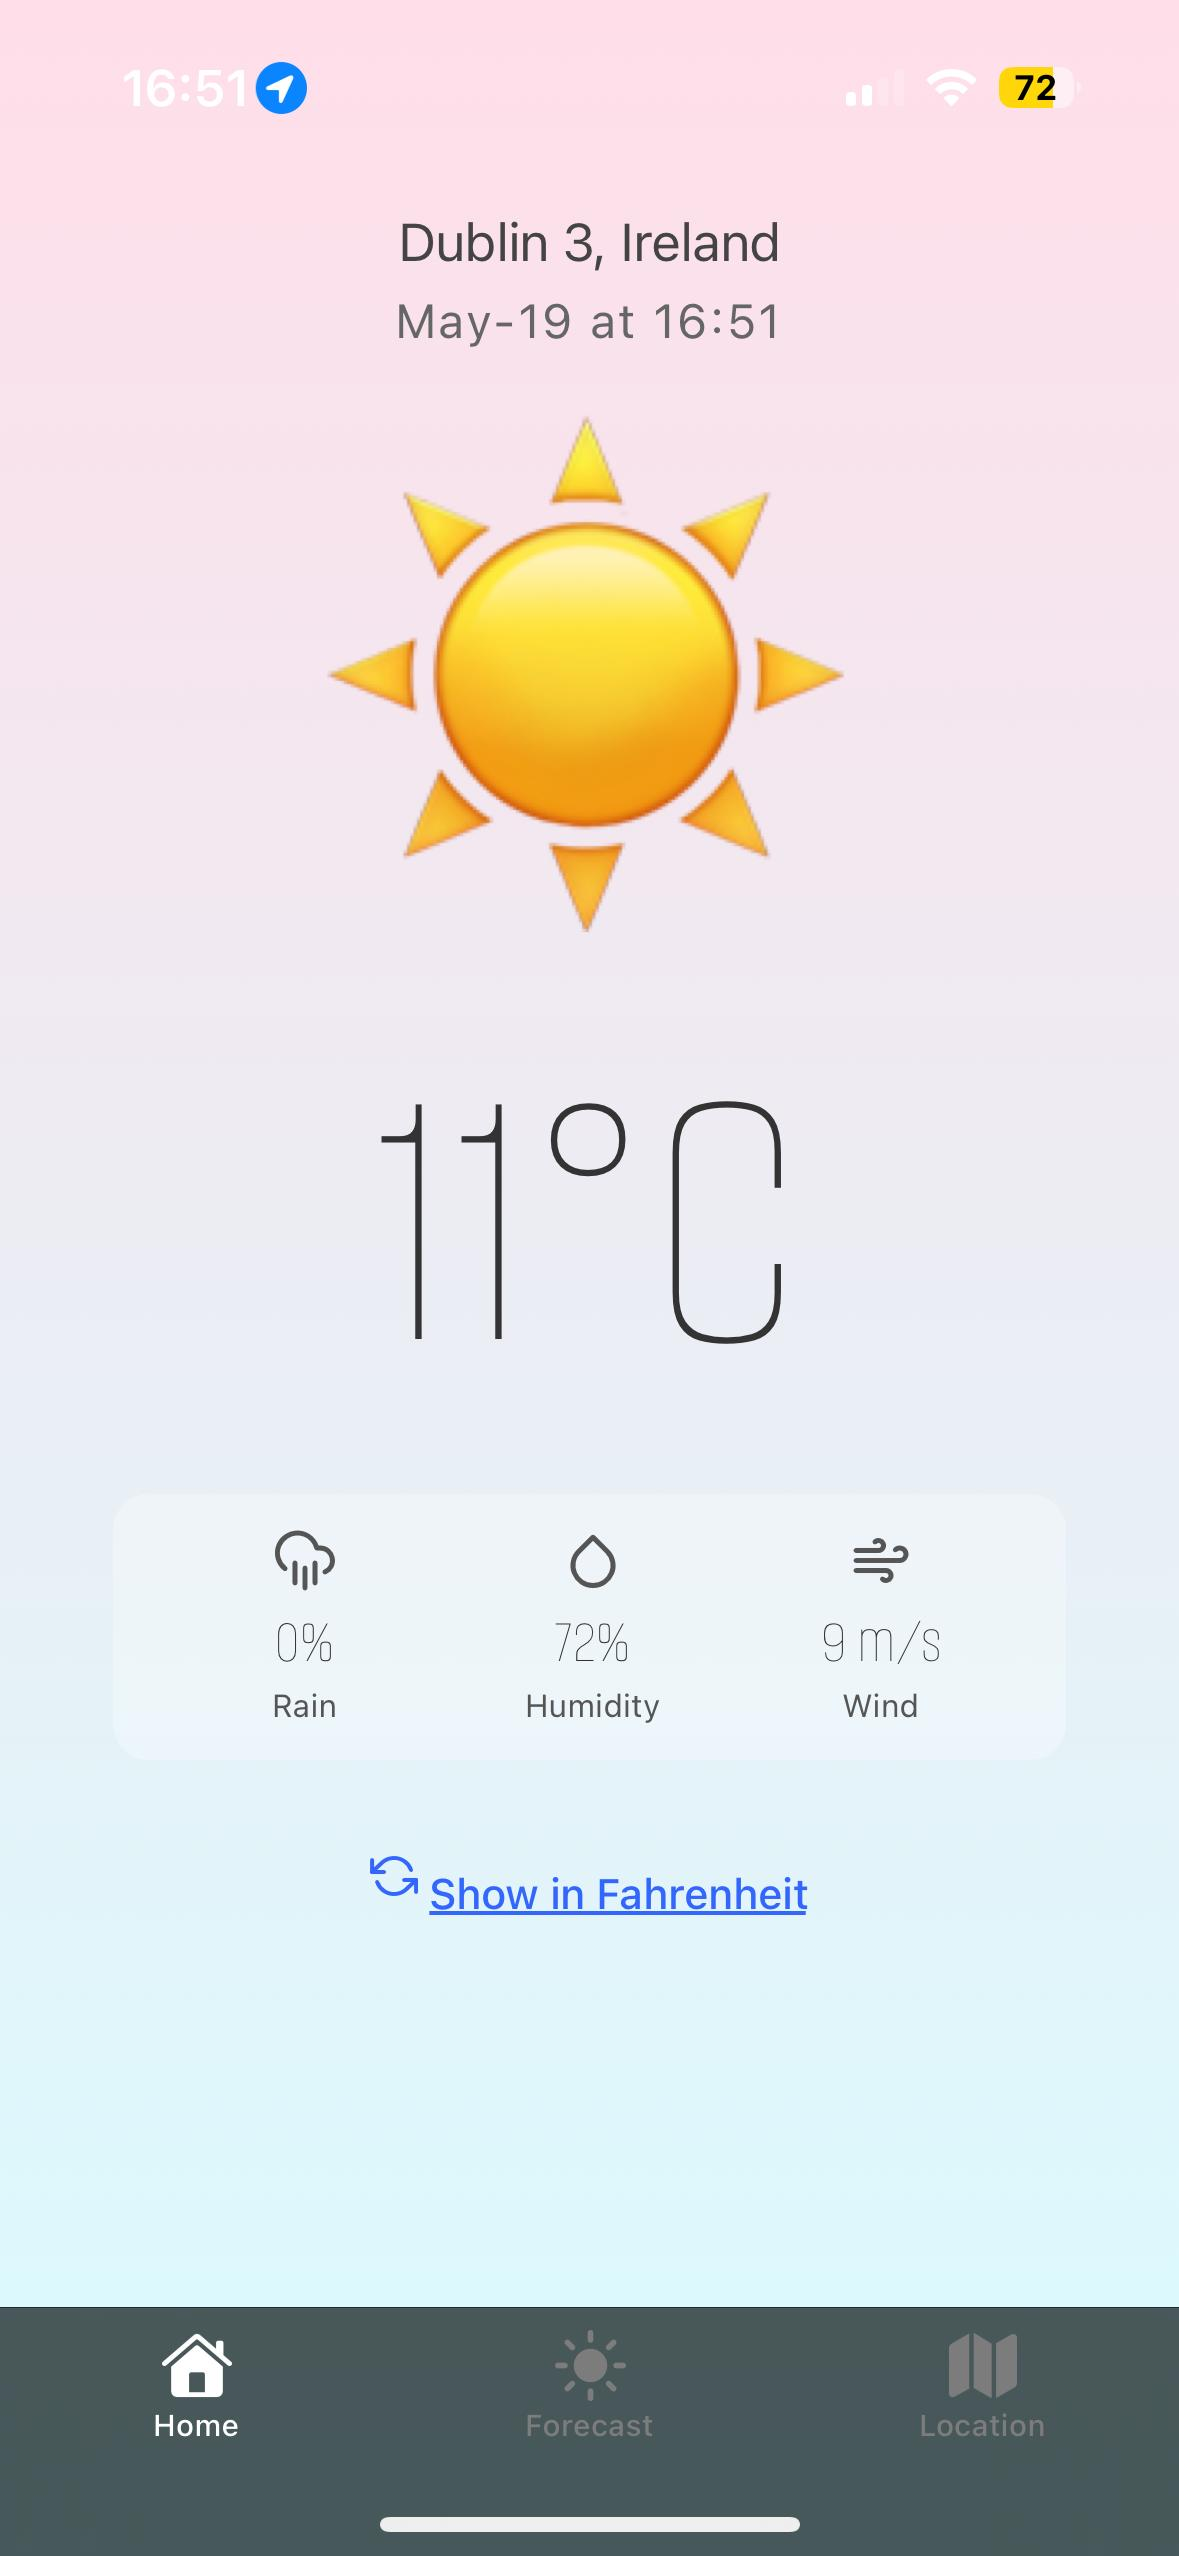 16:51
72
Dublin 3, Ireland
May-19 at 16:51
11°C
0% 72% 9 m/s
Rain Humidity Wind
Show in Fahrenheit
Home Forecast Location